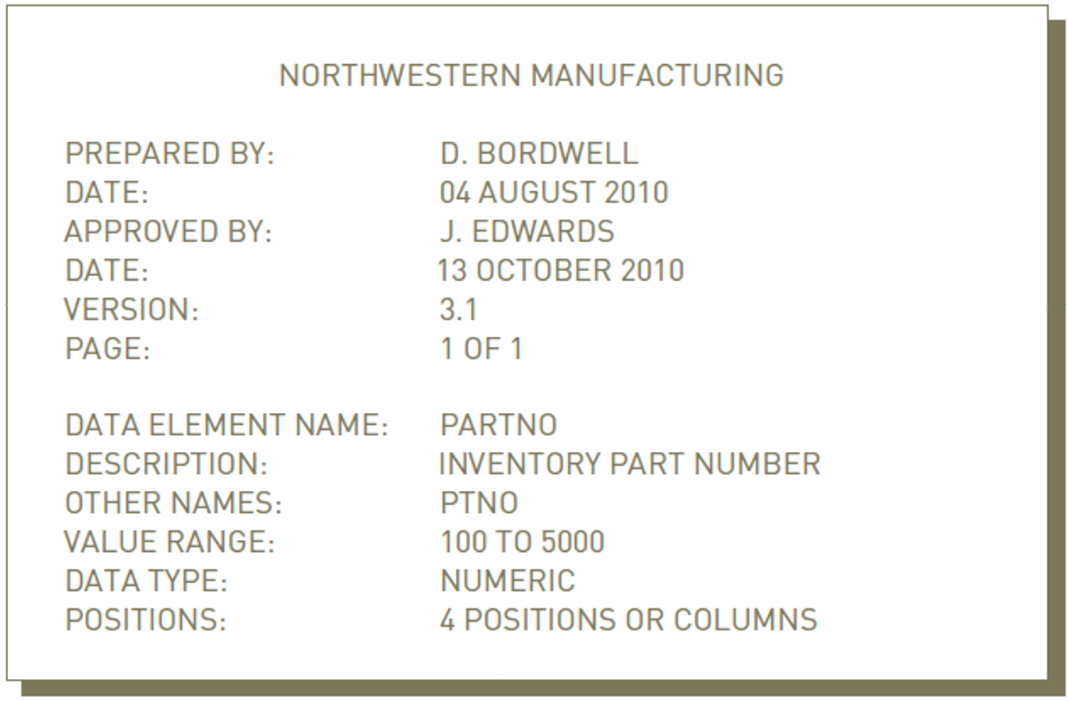 NORTHWESTERN MANUFACTURING
PREPARED BY: D. BORDWELL
DATE: 04 AUGUST 2010
APPROVED BY: J. EDWARDS
DATE: 13 OCTOBER 2010
VERSION: 3.1
PAGE: 1 OF 1
DATA ELEMENT NAME: PARTNO
DESCRIPTION: INVENTORY PART NUMBER
OTHER NAMES: PTNO
VALUE RANGE: 100 TO 5000
DATA TYPE: NUMERIC
POSITIONS: 4 POSITIONS OR COLUMNS